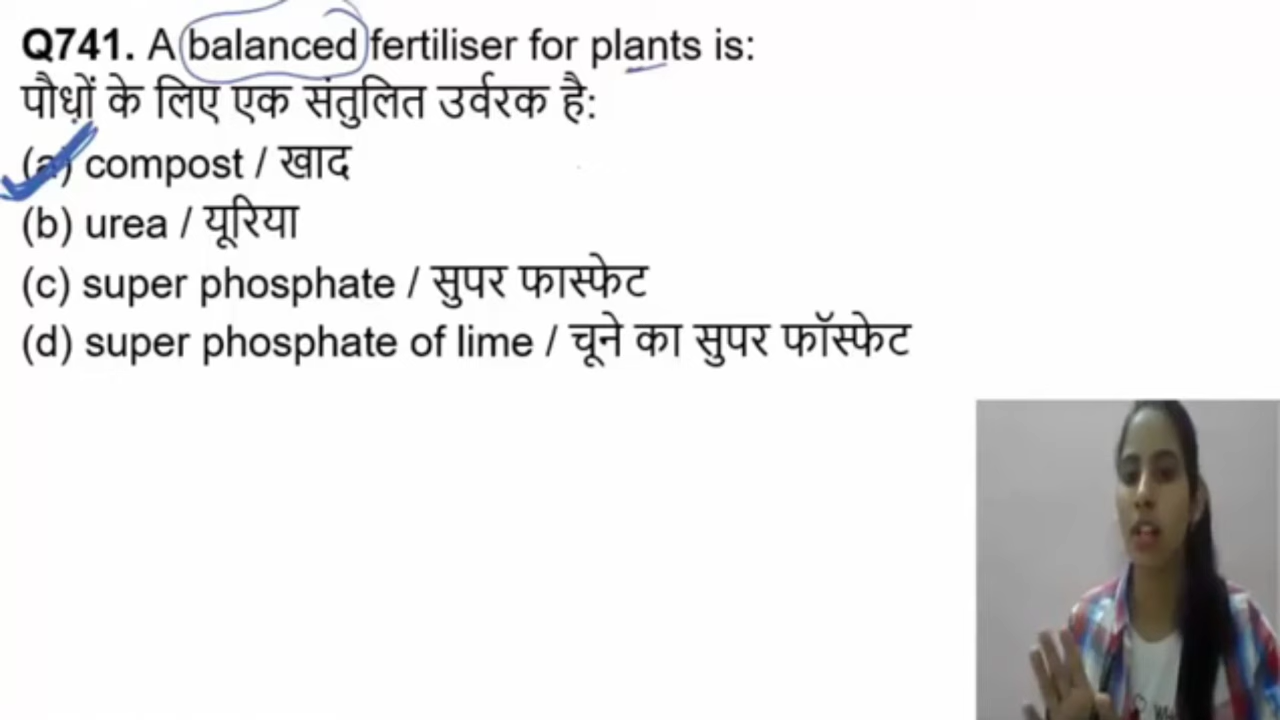 Q741. A balanced fertiliser for plants is:
पौध़ों के लिए एक संतुलित उर्वरक है:
(a) compost / खाद
(b) urea / यूरिया
(c) super phosphate / सुपर फास्फेट
(d) super phosphate of lime / चूने का सुपर फॉस्फेट